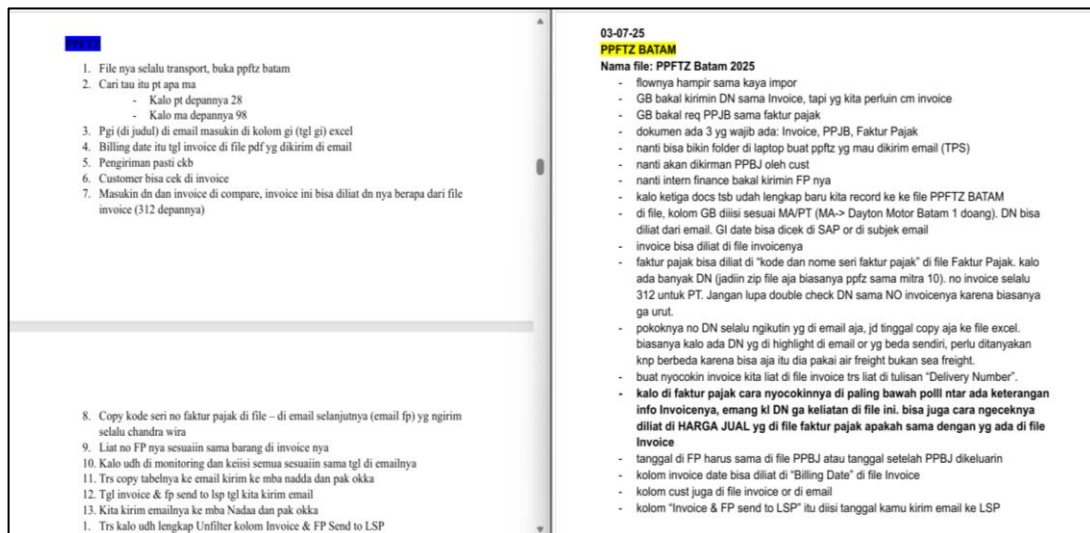 PPFTZ
1. File nya selalu transport, buka ppftz batam
2. Cari tau itu pt apa ma
- Kalo pt depannya 28
- Kalo ma depannya 98
3. Pgi (di judul) di email masukin di kolom gi (tgl gi) excel
4. Billing date itu tgl invoice di file pdf yg dikirim di email
5. Pengiriman pasti ckb
6. Customer bisa cek di invoice
7. Masukin dn dan invoice di compare, invoice ini bisa diliat dn nya berapa dari file
invoice (312 depannya)
8. Copy kode seri no faktur pajak di file – di email selanjutnya (email fp) yg ngirim
selalu chandra wira
9. Liat no FP nya sesuaiin sama barang di invoice nya
10. Kalo udh di monitoring dan keiisi semua sesuaiin sama tgl di emailnya
11. Trs copy tabelnya ke email kirim ke mba nadda dan pak okka
12. Tgl invoice & fp send to lsp tgl kita kirim email
13. Kita kirim emailnya ke mba Nadaa dan pak okka
1. Trs kalo udh lengkap Unfilter kolom Invoice & FP Send to LSP
03-07-25
PPFTZ BATAM
Nama file: PPFTZ Batam 2025
- flownya hampir sama kaya impor
- GB bakal kirimin DN sama Invoice, tapi yg kita perluin cm invoice
- GB bakal req PPJB sama faktur pajak
- dokumen ada 3 yg wajib ada: Invoice, PPJB, Faktur Pajak
- nanti bisa bikin folder di laptop buat ppftz yg mau dikirim email (TPS)
- nanti akan dikirman PPBJ oleh cust
- nanti intern finance bakal kirimin FP nya
- kalo ketiga docs tsb udah lengkap baru kita record ke ke file PPFTZ BATAM
- di file, kolom GB diiisi sesuai MA/PT (MA-> Dayton Motor Batam 1 doang). DN bisa
diliat dari email. GI date bisa dicek di SAP or di subjek email
- invoice bisa diliat di file invoicenya
- faktur pajak bisa diliat di “kode dan nome seri faktur pajak” di file Faktur Pajak. kalo
ada banyak DN (jadiin zip file aja biasanya ppfz sama mitra 10). no invoice selalu
312 untuk PT. Jangan lupa double check DN sama NO invoicenya karena biasanya
ga urut.
- pokoknya no DN selalu ngikutin yg di email aja, jd tinggal copy aja ke file excel.
biasanya kalo ada DN yg di highlight di email or yg beda sendiri, perlu ditanyakan
knp berbeda karena bisa aja itu dia pakai air freight bukan sea freight.
- buat nyocokin invoice kita liat di file invoice trs liat di tulisan “Delivery Number”.
- kalo di faktur pajak cara nyocokinnya di paling bawah polll ntar ada keterangan
info Invoicenya, emang kl DN ga keliatan di file ini. bisa juga cara ngeceknya
diliat di HARGA JUAL yg di file faktur pajak apakah sama dengan yg ada di file
Invoice
- tanggal di FP harus sama di file PPBJ atau tanggal setelah PPBJ dikeluarin
- kolom invoice date bisa diliat di “Billing Date” di file Invoice
- kolom cust juga di file invoice or di email
- kolom “Invoice & FP send to LSP” itu diisi tanggal kamu kirim email ke LSP